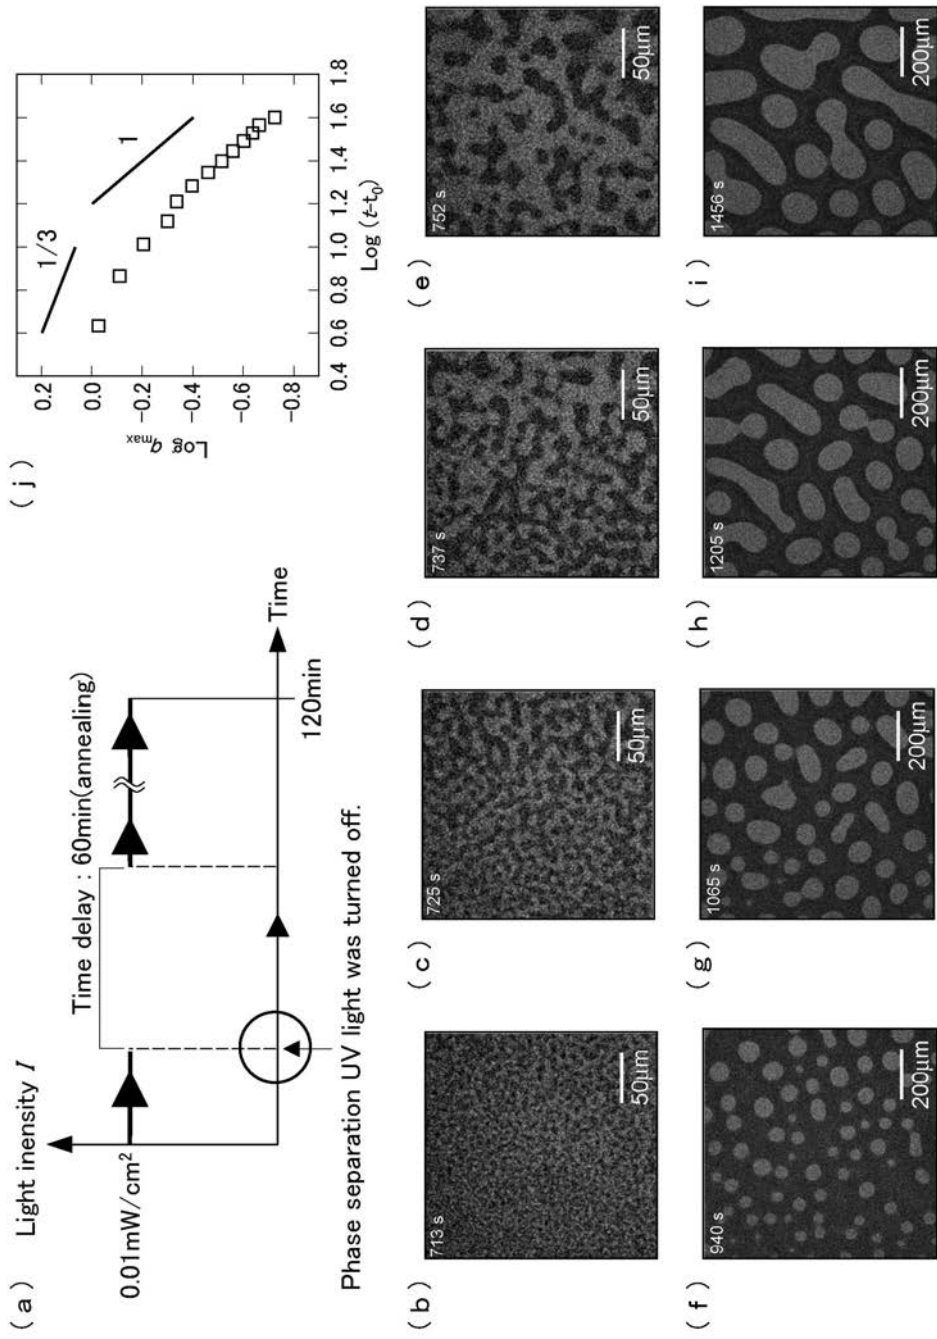 ( a )
Light inensity I
0.01mW/cm²
Time delay : 60min(annealing)
Time
120min
Phase separation UV light was turned off.
( j )
Log qmax
0.2
0.0
−0.2
−0.4
−0.6
−0.8
1/3
1
0.4 0.6 0.8 1.0 1.2 1.4 1.6 1.8
Log (t-t₀)
( b )
713 s
50μm
( c )
725 s
50μm
( d )
737 s
50μm
( e )
752 s
50μm
( f )
940 s
200μm
( g )
1065 s
200μm
( h )
1205 s
200μm
( i )
1456 s
200μm